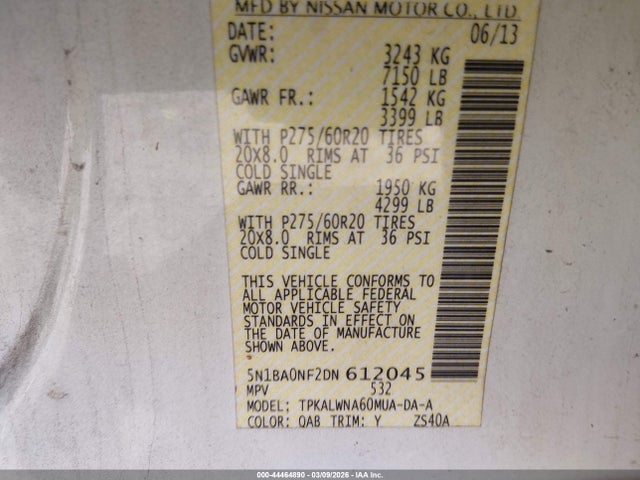 MFD BY NISSAN MOTOR CO., LTD.
DATE: 06/13
GVWR: 3243 KG
7150 LB
GAWR FR.: 1542 KG
3399 LB
WITH P275/60R20 TIRES
20X8.0 RIMS AT 36 PSI
COLD SINGLE
GAWR RR.: 1950 KG
4299 LB
WITH P275/60R20 TIRES
20X8.0 RIMS AT 36 PSI
COLD SINGLE
THIS VEHICLE CONFORMS TO
ALL APPLICABLE FEDERAL
MOTOR VEHICLE SAFETY
STANDARDS IN EFFECT ON
THE DATE OF MANUFACTURE
SHOWN ABOVE.
5N1BA0NF2DN 612045
MPV 532
MODEL: TPKALWNA60MUA-DA-A
COLOR: QAB TRIM: Y ZS40A
000-44464890 - 03/09/2026 - IAAI.com